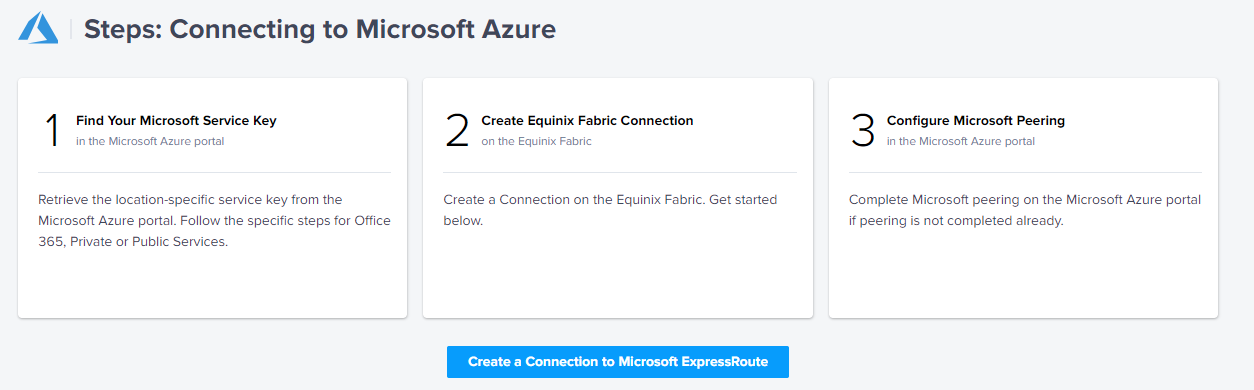 Steps: Connecting to Microsoft Azure
1
Find Your Microsoft Service Key
in the Microsoft Azure portal
Retrieve the location-specific service key from the
Microsoft Azure portal. Follow the specific steps for Office
365, Private or Public Services.
2
Create Equinix Fabric Connection
on the Equinix Fabric
Create a Connection on the Equinix Fabric. Get started
below.
3
Configure Microsoft Peering
in the Microsoft Azure portal
Complete Microsoft peering on the Microsoft Azure portal
if peering is not completed already.
Create a Connection to Microsoft ExpressRoute